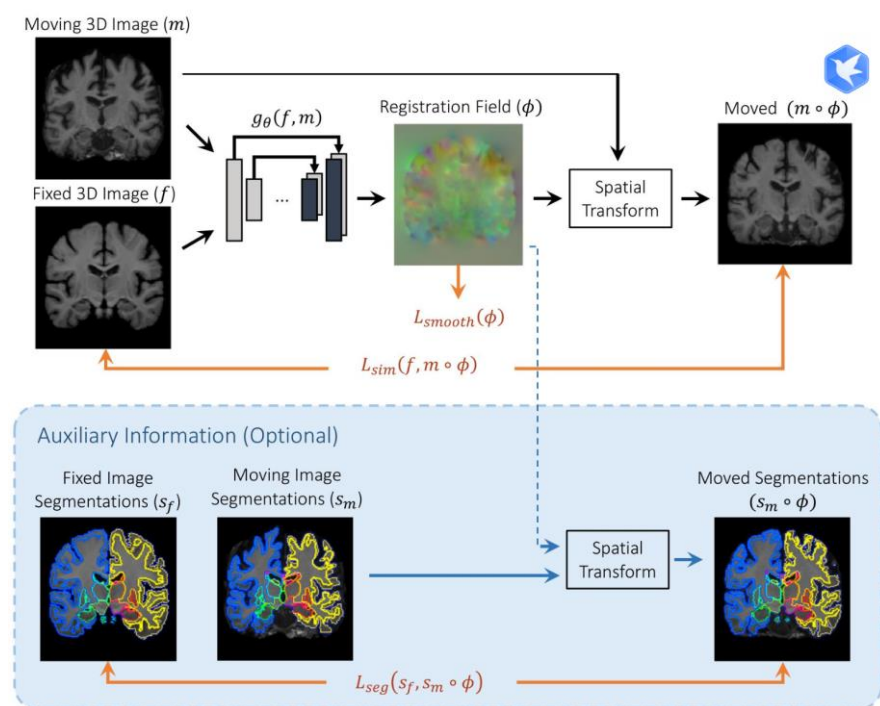 Moving 3D Image (m)
g_θ(f, m)
Registration Field (ϕ)
Moved (m ∘ ϕ)
Fixed 3D Image (f)
...
Spatial
Transform
L_smooth(ϕ)
L_sim(f, m ∘ ϕ)
Auxiliary Information (Optional)
Fixed Image
Segmentations (s_f)
Moving Image
Segmentations (s_m)
Moved Segmentations
(s_m ∘ ϕ)
Spatial
Transform
L_seg(s_f, s_m ∘ ϕ)